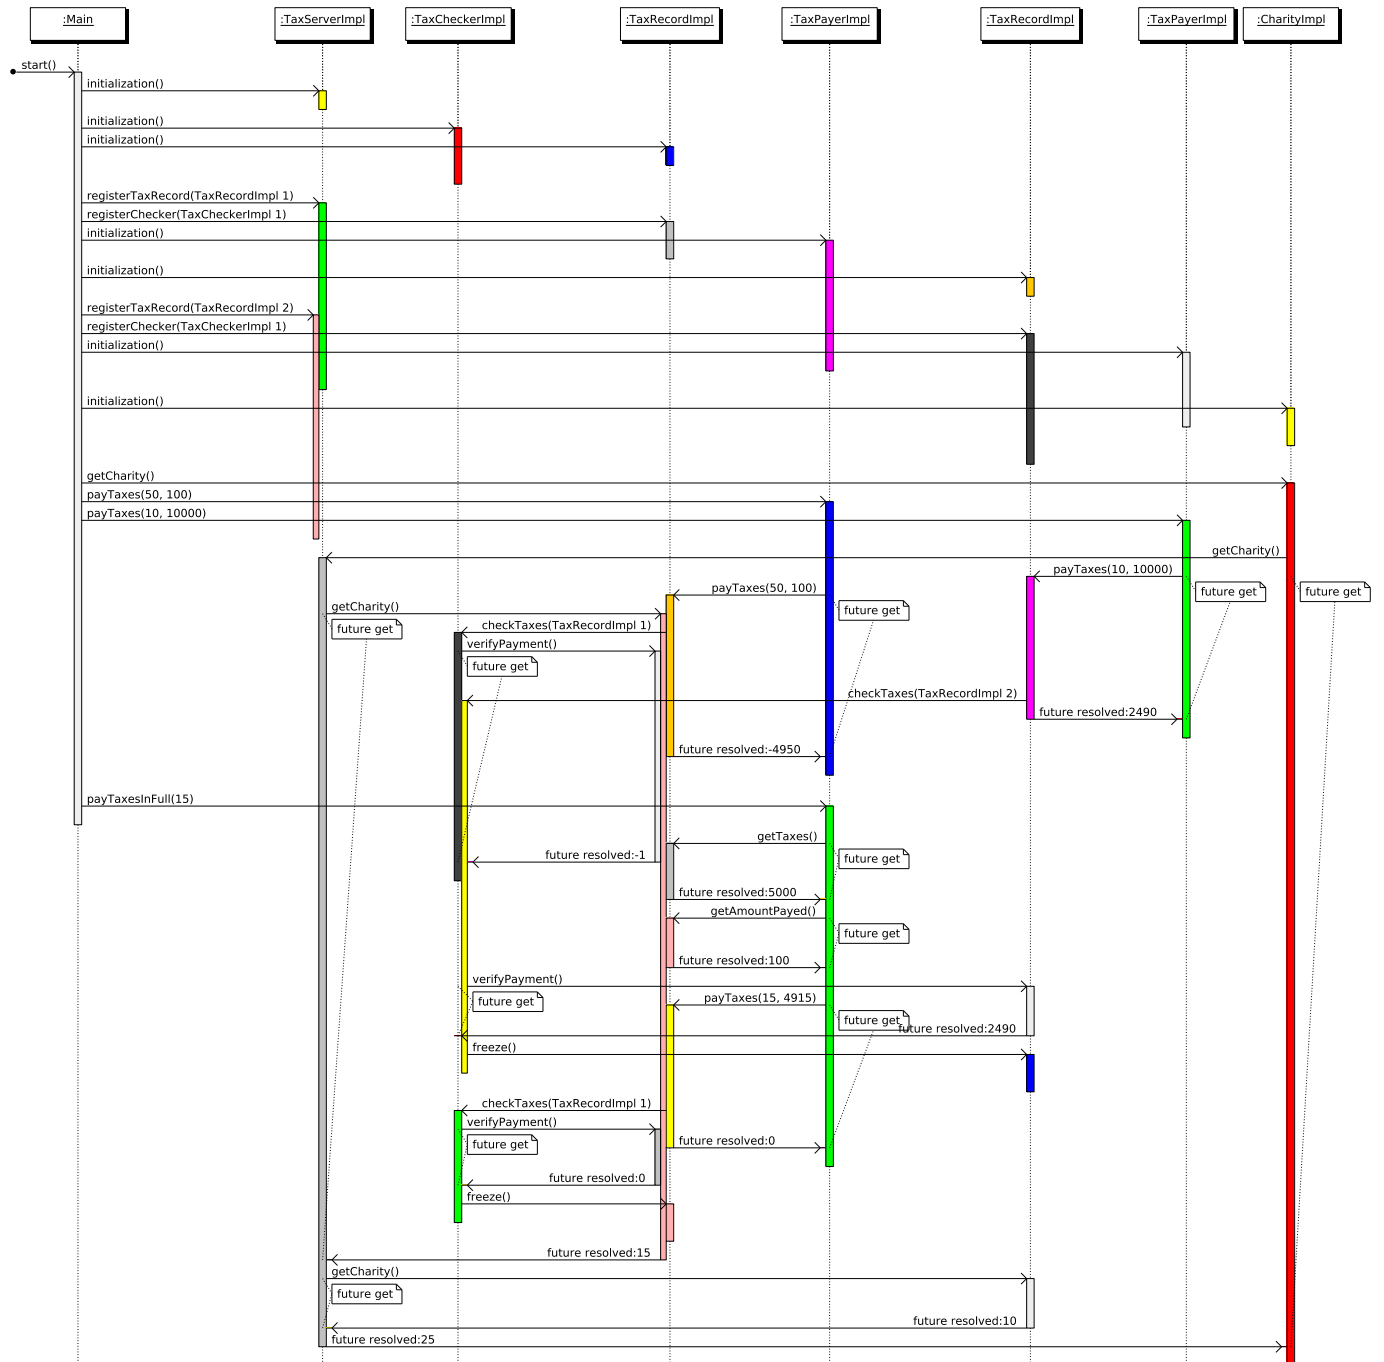 :Main
:TaxServerImpl
:TaxCheckerImpl
:TaxRecordImpl
:TaxPayerImpl
:TaxRecordImpl
:TaxPayerImpl
:CharityImpl
start()
initialization()
initialization()
initialization()
registerTaxRecord(TaxRecordImpl 1)
registerChecker(TaxCheckerImpl 1)
initialization()
initialization()
registerTaxRecord(TaxRecordImpl 2)
registerChecker(TaxCheckerImpl 1)
initialization()
initialization()
getCharity()
payTaxes(50, 100)
payTaxes(10, 10000)
getCharity()
payTaxes(10, 10000)
payTaxes(50, 100)
future get
future get
getCharity()
future get
checkTaxes(TaxRecordImpl 1)
future get
verifyPayment()
future get
checkTaxes(TaxRecordImpl 2)
future resolved:2490
future resolved:-4950
payTaxesInFull(15)
getTaxes()
future resolved:-1
future get
future resolved:5000
getAmountPayed()
future get
future resolved:100
verifyPayment()
future get
payTaxes(15, 4915)
future get
future resolved:2490
freeze()
checkTaxes(TaxRecordImpl 1)
verifyPayment()
future get
future resolved:0
future resolved:0
freeze()
future resolved:15
getCharity()
future get
future resolved:10
future resolved:25